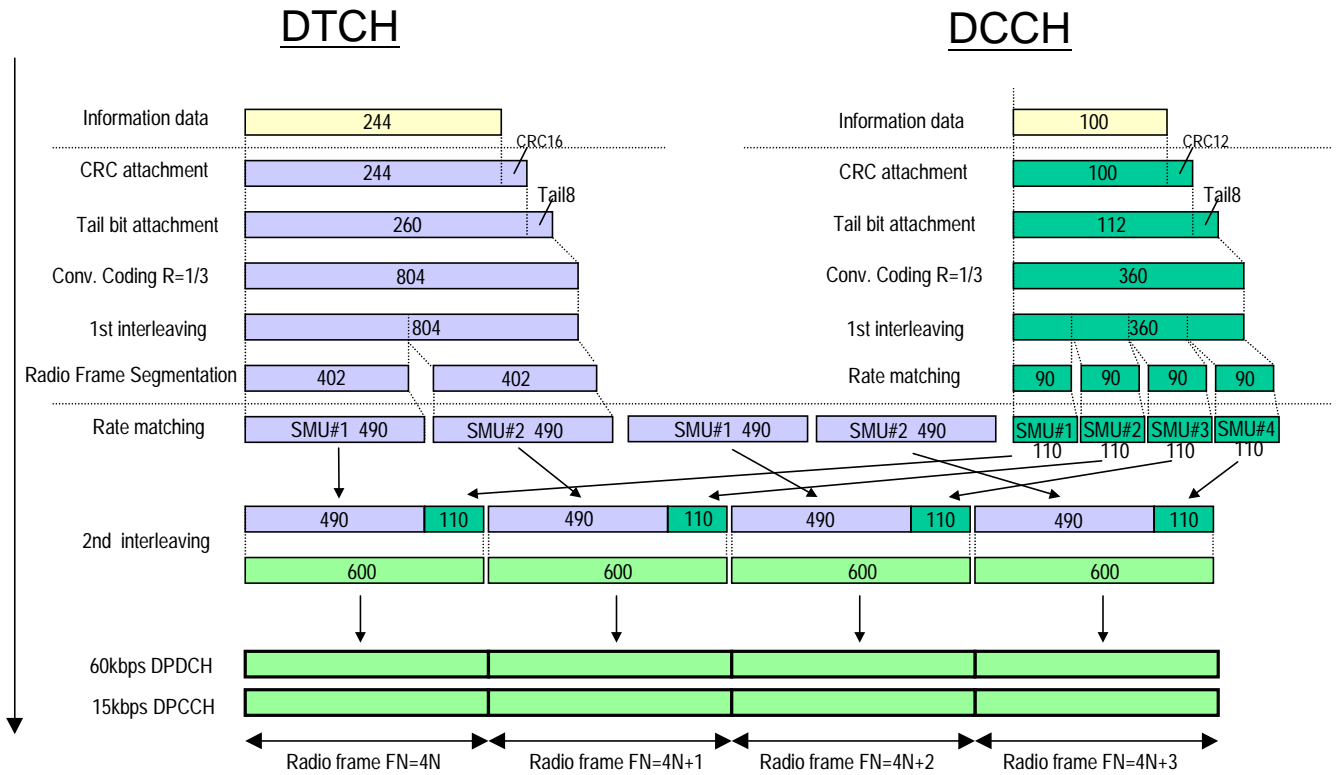 DTCH DCCH
Information data 244 Information data 100
CRC16 CRC12
CRC attachment 244 CRC attachment 100
Tail8 Tail8
Tail bit attachment 260 Tail bit attachment 112
Conv. Coding R=1/3 804 Conv. Coding R=1/3 360
1st interleaving 804 1st interleaving 360
Radio Frame Segmentation 402 402 Rate matching 90 90 90 90
Rate matching SMU#1 490 SMU#2 490 SMU#1 490 SMU#2 490 SMU#1 SMU#2 SMU#3 SMU#4
110 110 110 110
490 110 490 110 490 110 490 110
2nd interleaving
600 600 600 600
60kbps DPDCH
15kbps DPCCH
Radio frame FN=4N Radio frame FN=4N+1 Radio frame FN=4N+2 Radio frame FN=4N+3